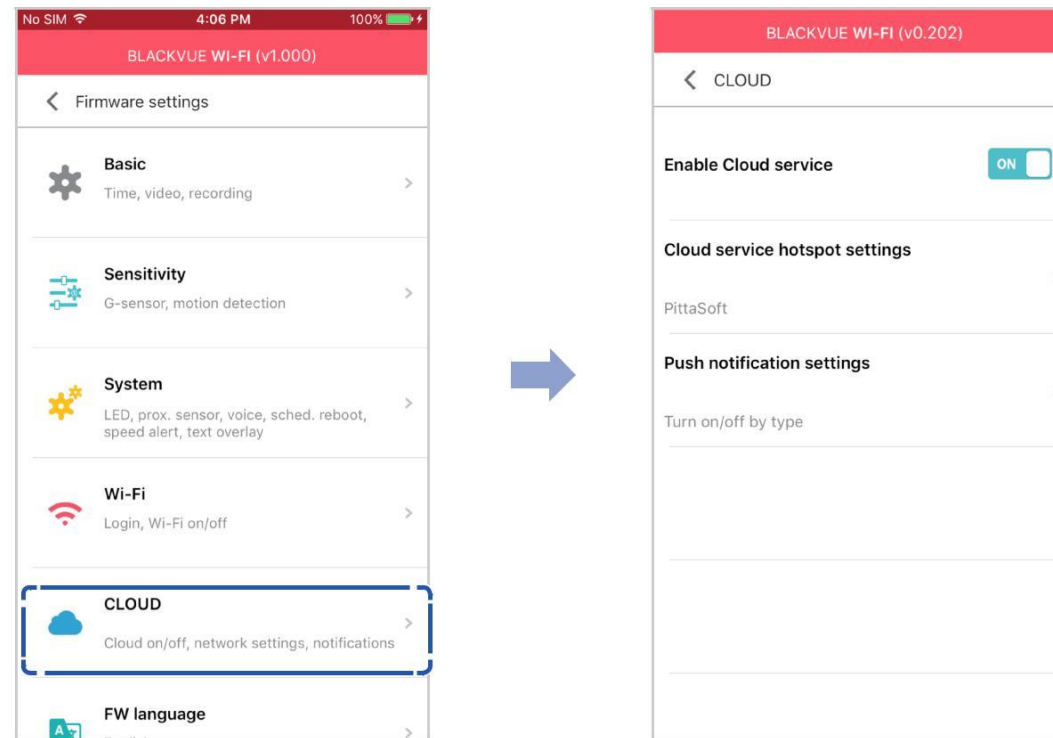 No SIM 4:06 PM 100%
BLACKVUE WI-FI (v1.000)
Firmware settings
Basic
Time, video, recording
Sensitivity
G-sensor, motion detection
System
LED, prox. sensor, voice, sched. reboot,
speed alert, text overlay
Wi-Fi
Login, Wi-Fi on/off
CLOUD
Cloud on/off, network settings, notifications
FW language
BLACKVUE WI-FI (v0.202)
CLOUD
Enable Cloud service ON
Cloud service hotspot settings
PittaSoft
Push notification settings
Turn on/off by type